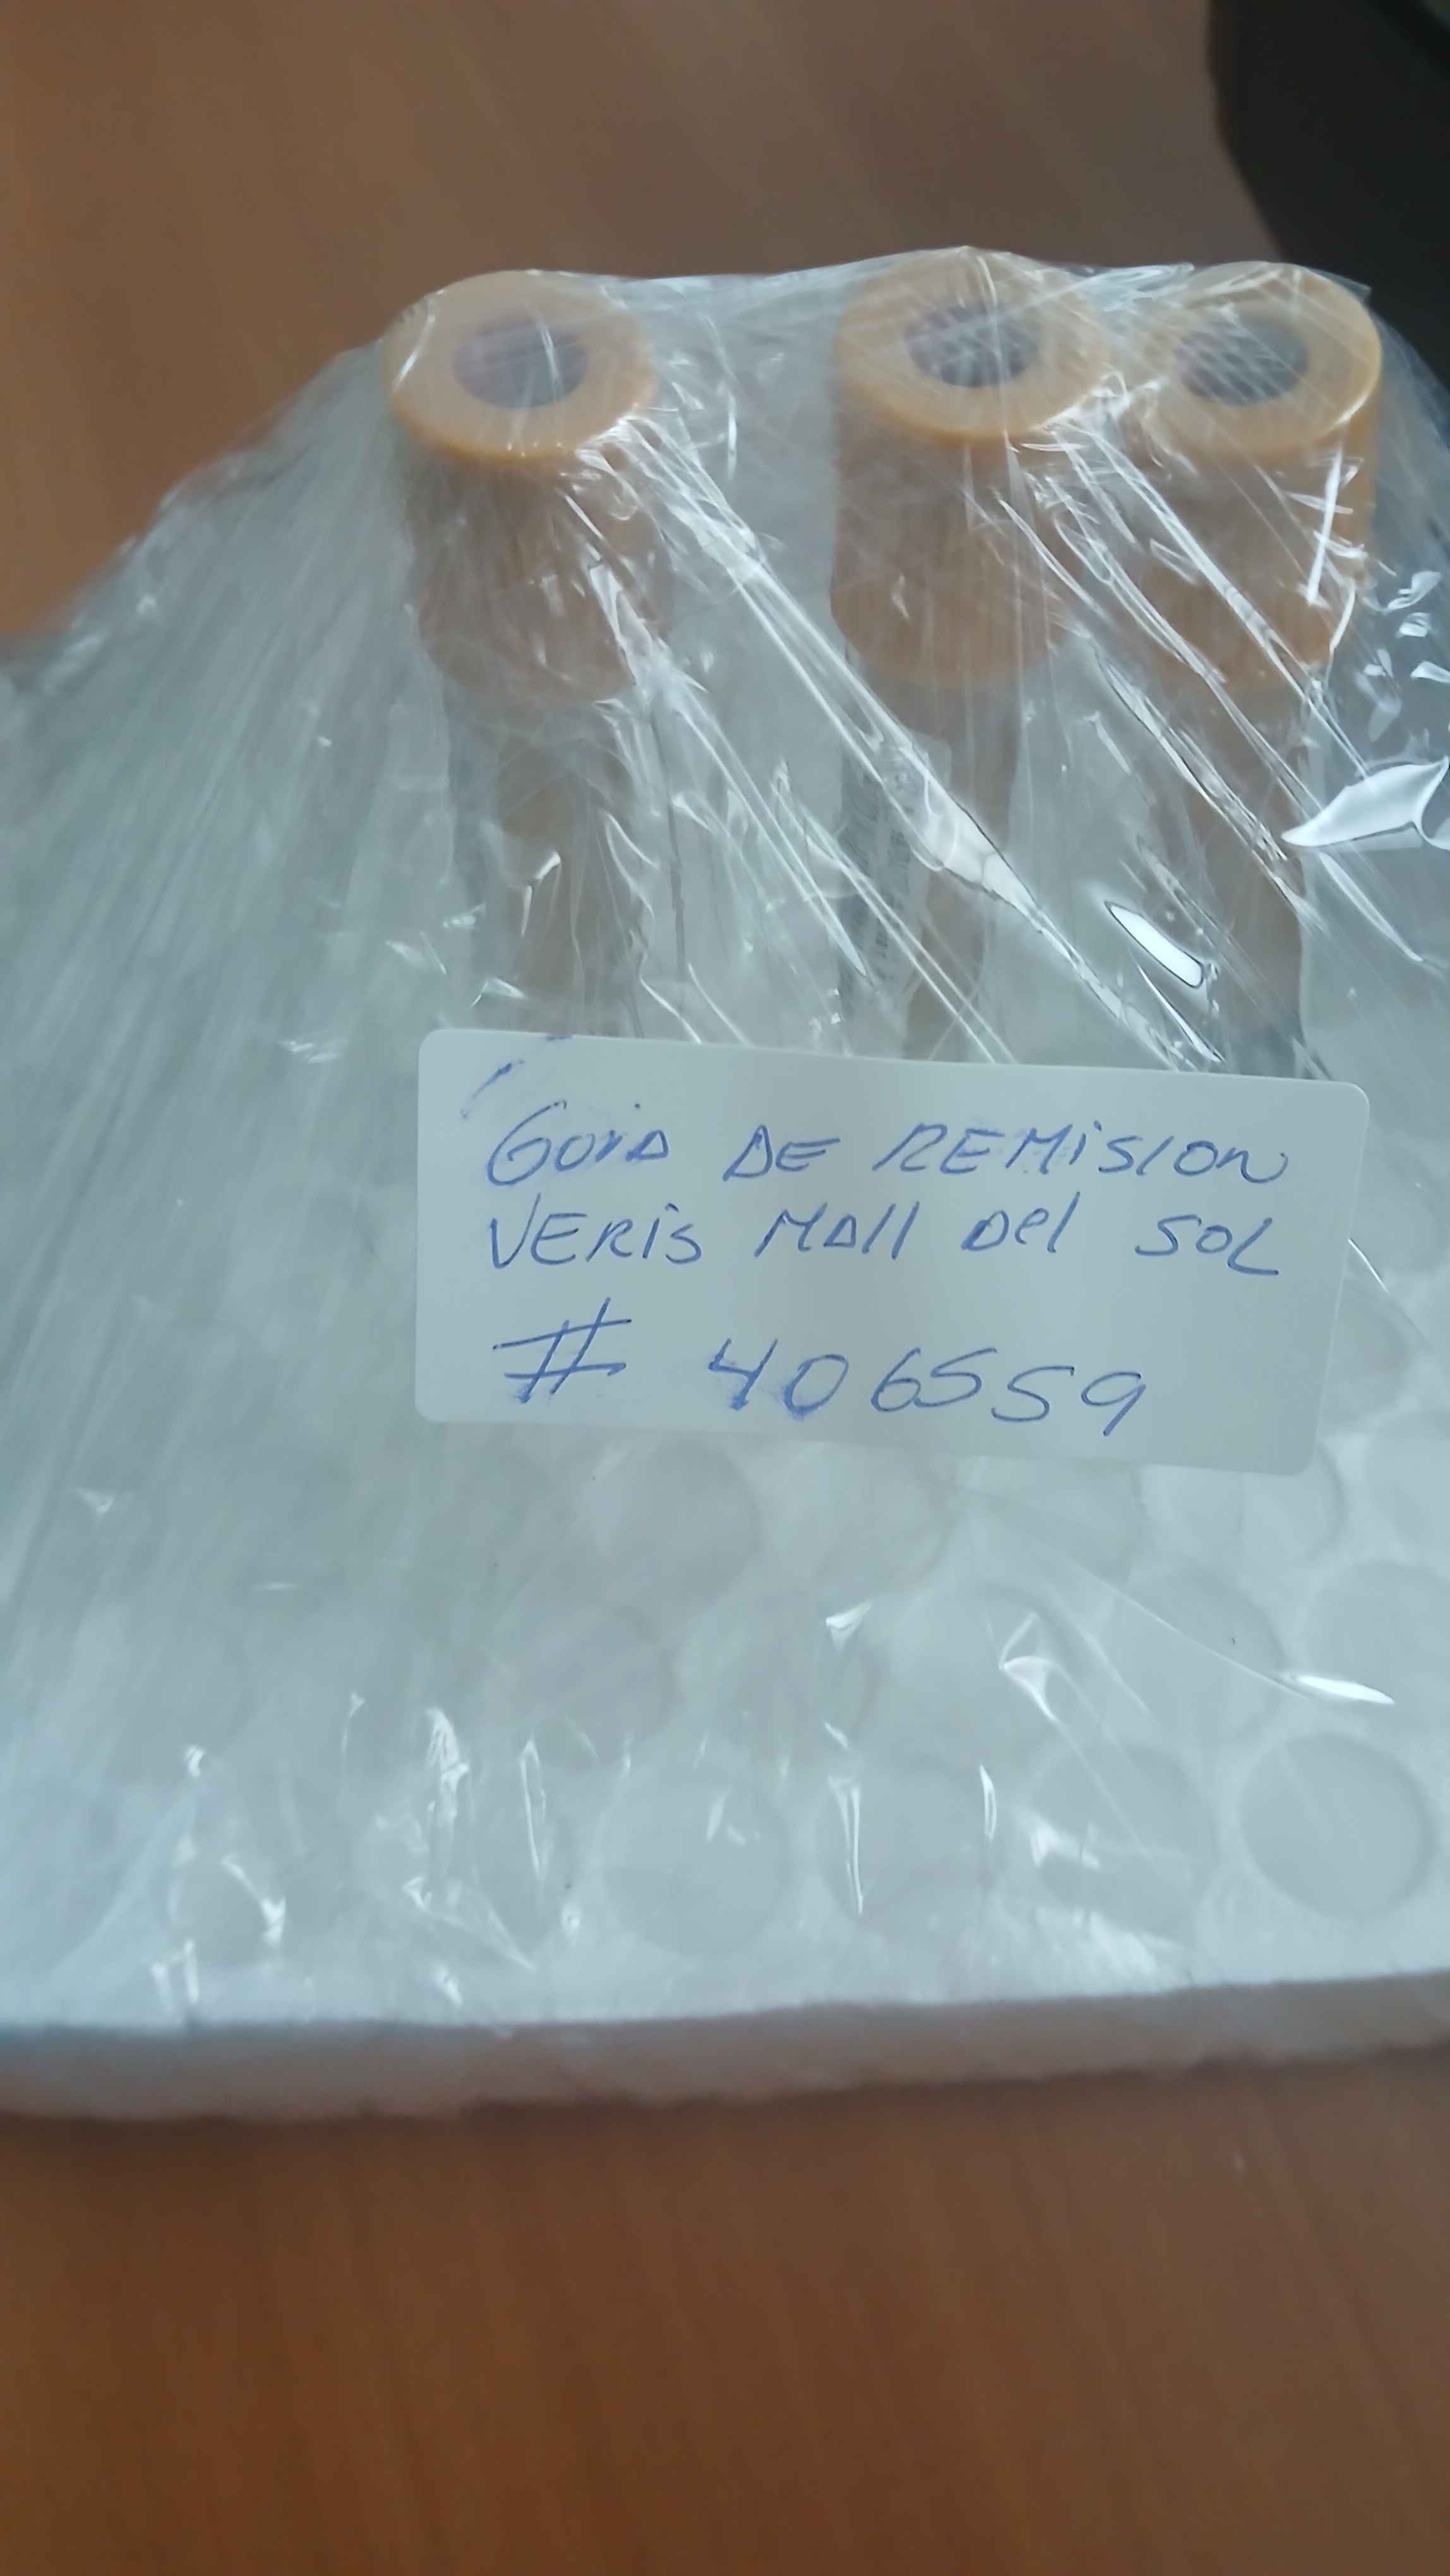 GUIA DE REMISION
VERIS MAll Del SOL
# 406559